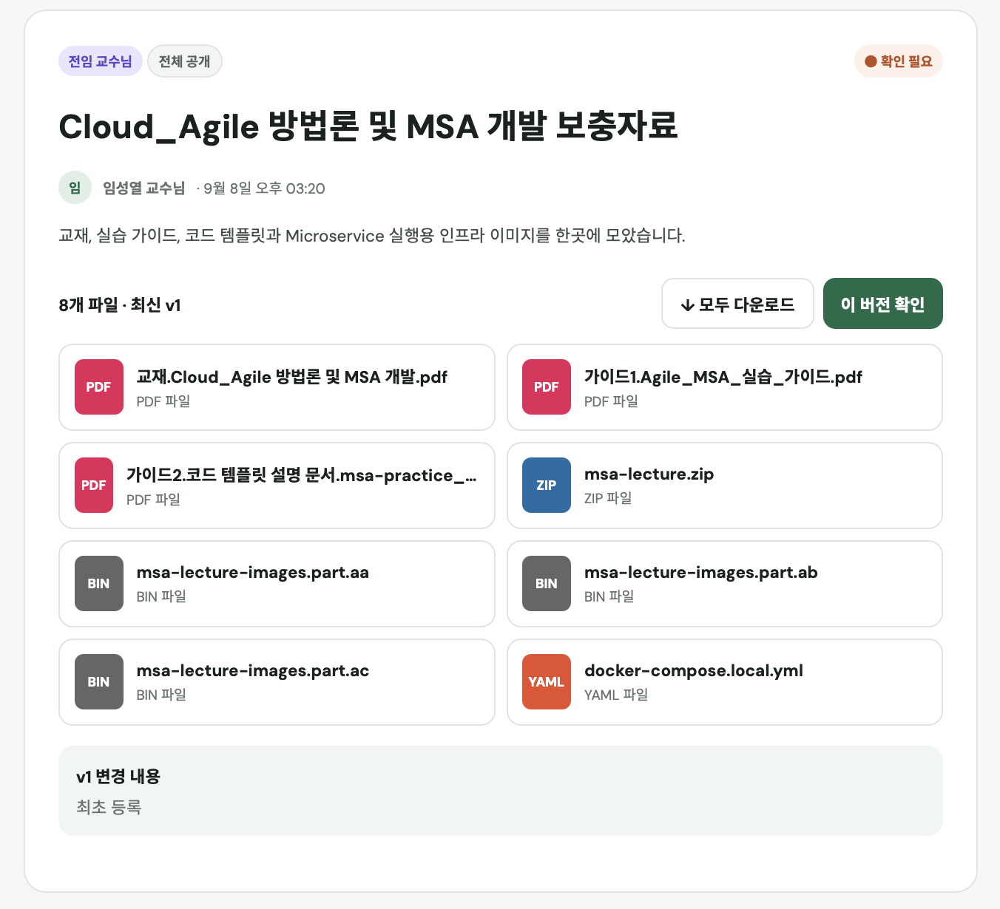 전임 교수님 전체 공개 확인 필요
Cloud_Agile 방법론 및 MSA 개발 보충자료
임 임성열 교수님 · 9월 8일 오후 03:20
교재, 실습 가이드, 코드 템플릿과 Microservice 실행용 인프라 이미지를 한곳에 모았습니다.
8개 파일 · 최신 v1 ↓ 모두 다운로드 이 버전 확인
PDF 교재.Cloud_Agile 방법론 및 MSA 개발.pdf
PDF 파일
PDF 가이드1.Agile_MSA_실습_가이드.pdf
PDF 파일
PDF 가이드2.코드 템플릿 설명 문서.msa-practice_...
PDF 파일
ZIP msa-lecture.zip
ZIP 파일
BIN msa-lecture-images.part.aa
BIN 파일
BIN msa-lecture-images.part.ab
BIN 파일
BIN msa-lecture-images.part.ac
BIN 파일
YAML docker-compose.local.yml
YAML 파일
v1 변경 내용
최초 등록